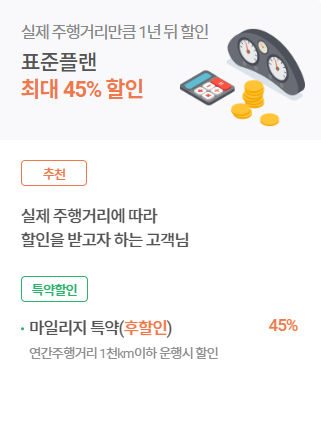 실제 주행거리만큼 1년 뒤 할인
표준플랜
최대 45% 할인
추천
실제 주행거리에 따라
할인을 받고자 하는 고객님
특약할인
· 마일리지 특약(후할인) 45%
연간주행거리 1천km이하 운행시 할인